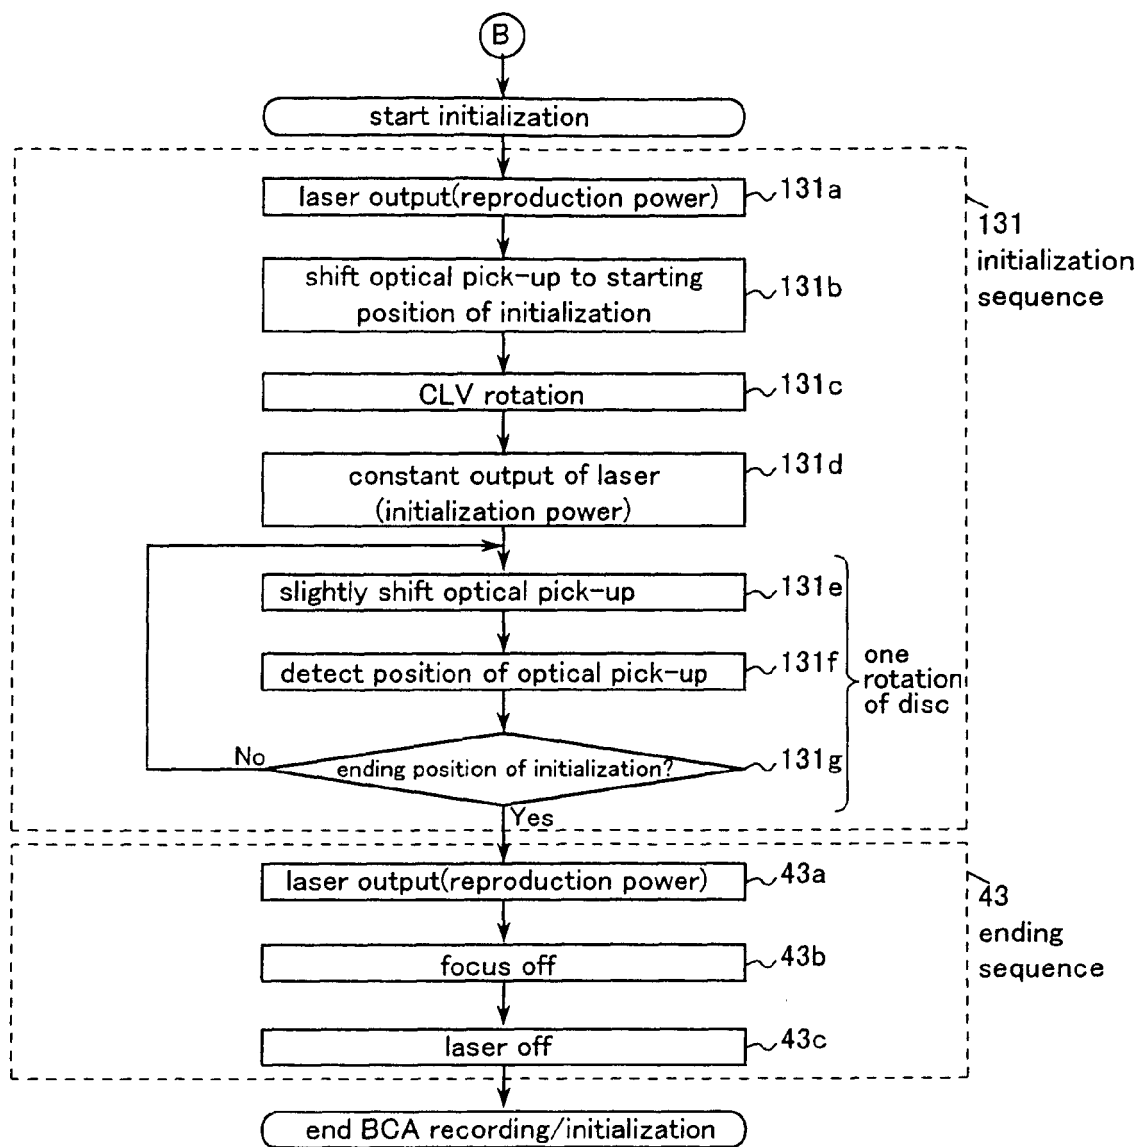 B
start initialization
laser output(reproduction power)
131a
shift optical pick-up to starting
position of initialization
131b
CLV rotation
131c
constant output of laser
(initialization power)
131d
slightly shift optical pick-up
131e
detect position of optical pick-up
131f
No
ending position of initialization?
131g
Yes
one
rotation
of disc
131
initialization
sequence
laser output(reproduction power)
43a
focus off
43b
laser off
43c
43
ending
sequence
end BCA recording/initialization